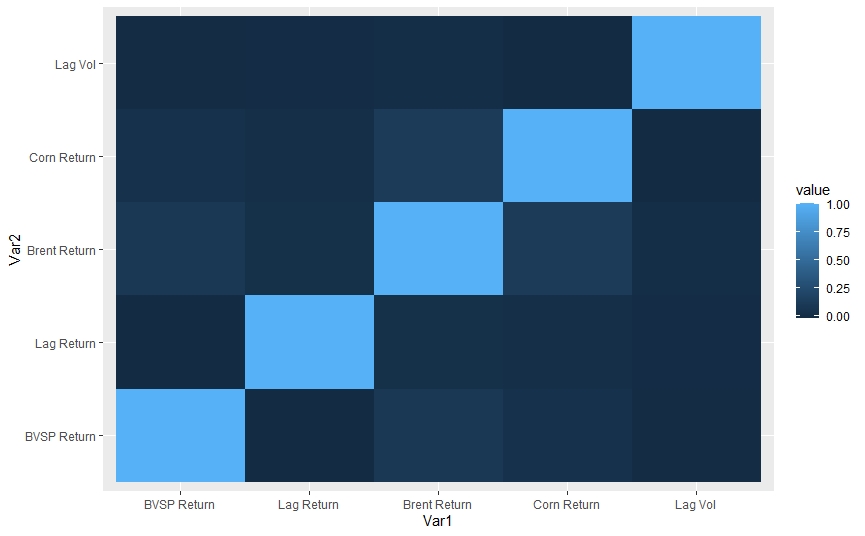 Lag Vol
Corn Return
Brent Return
Lag Return
BVSP Return
Var2
BVSP Return
Lag Return
Brent Return
Corn Return
Lag Vol
Var1
value
1.00
0.75
0.50
0.25
0.00